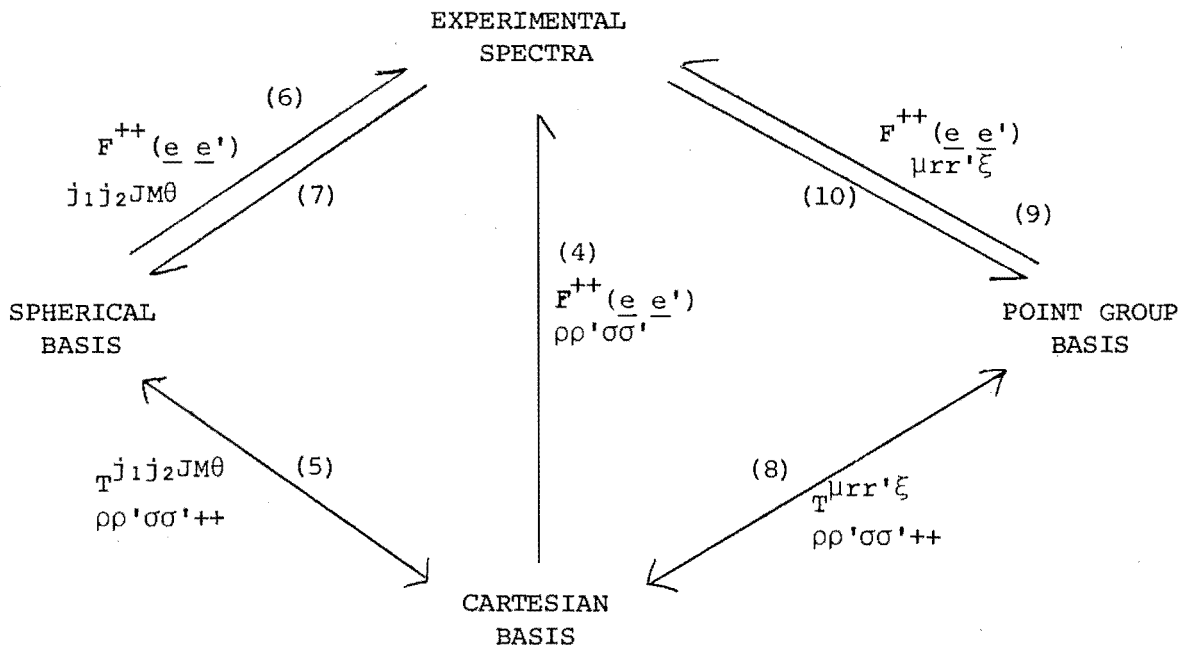 EXPERIMENTAL
SPECTRA
(6)
F++(e e')
j₁j₂JMθ
(7)
F++(e e')
μrr'ξ
(10)
(9)
(4)
F++(e e')
ρρ'σσ'
SPHERICAL
BASIS
POINT GROUP
BASIS
Tj₁j₂JMθ
ρρ'σσ'++
(5)
(8)
Tμrr'ξ
ρρ'σσ'++
CARTESIAN
BASIS